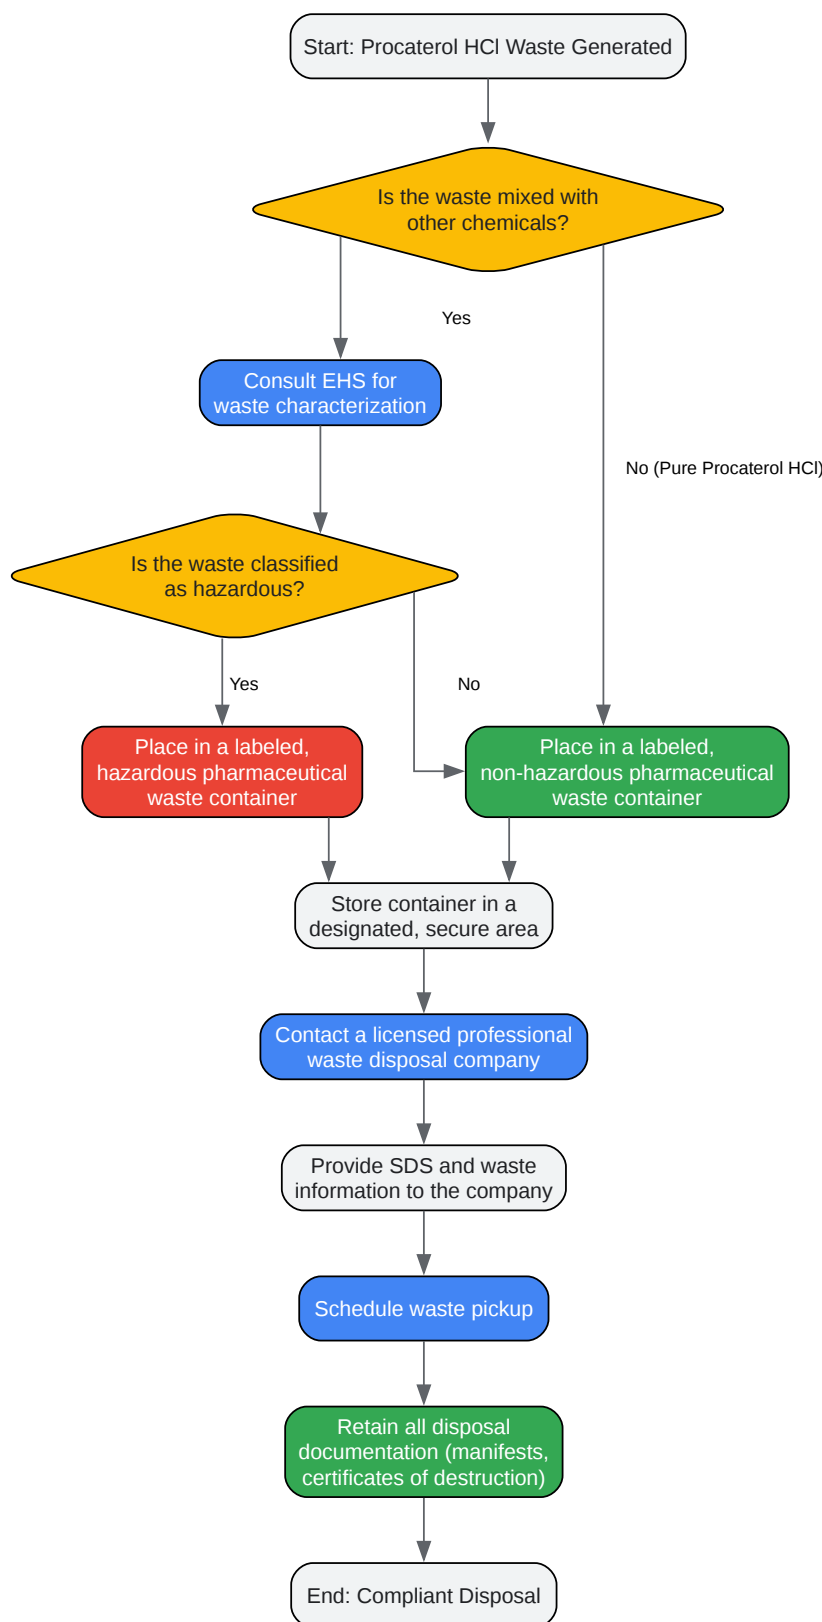 Start: Procaterol HCl Waste Generated
Is the waste mixed with
other chemicals?
Yes
Consult EHS for
waste characterization
No (Pure Procaterol HCl)
Is the waste classified
as hazardous?
Yes
No
Place in a labeled,
hazardous pharmaceutical
waste container
Place in a labeled,
non-hazardous pharmaceutical
waste container
Store container in a
designated, secure area
Contact a licensed professional
waste disposal company
Provide SDS and waste
information to the company
Schedule waste pickup
Retain all disposal
documentation (manifests,
certificates of destruction)
End: Compliant Disposal